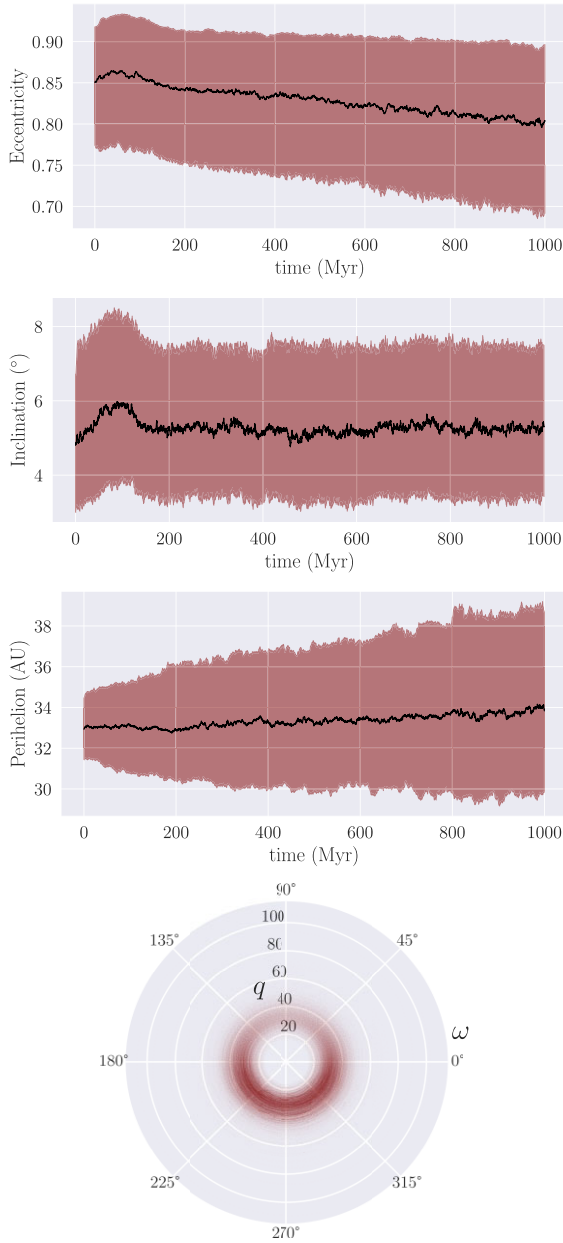 0.90
0.85
0.80
0.75
0.70
Eccentricity
0 200 400 600 800 1000
time (Myr)
8
6
4
Inclination (°)
0 200 400 600 800 1000
time (Myr)
38
36
34
32
30
Perihelion (AU)
0 200 400 600 800 1000
time (Myr)
90°
135° 45°
100
80
60
40
20
q
ω
180° 0°
225° 315°
270°